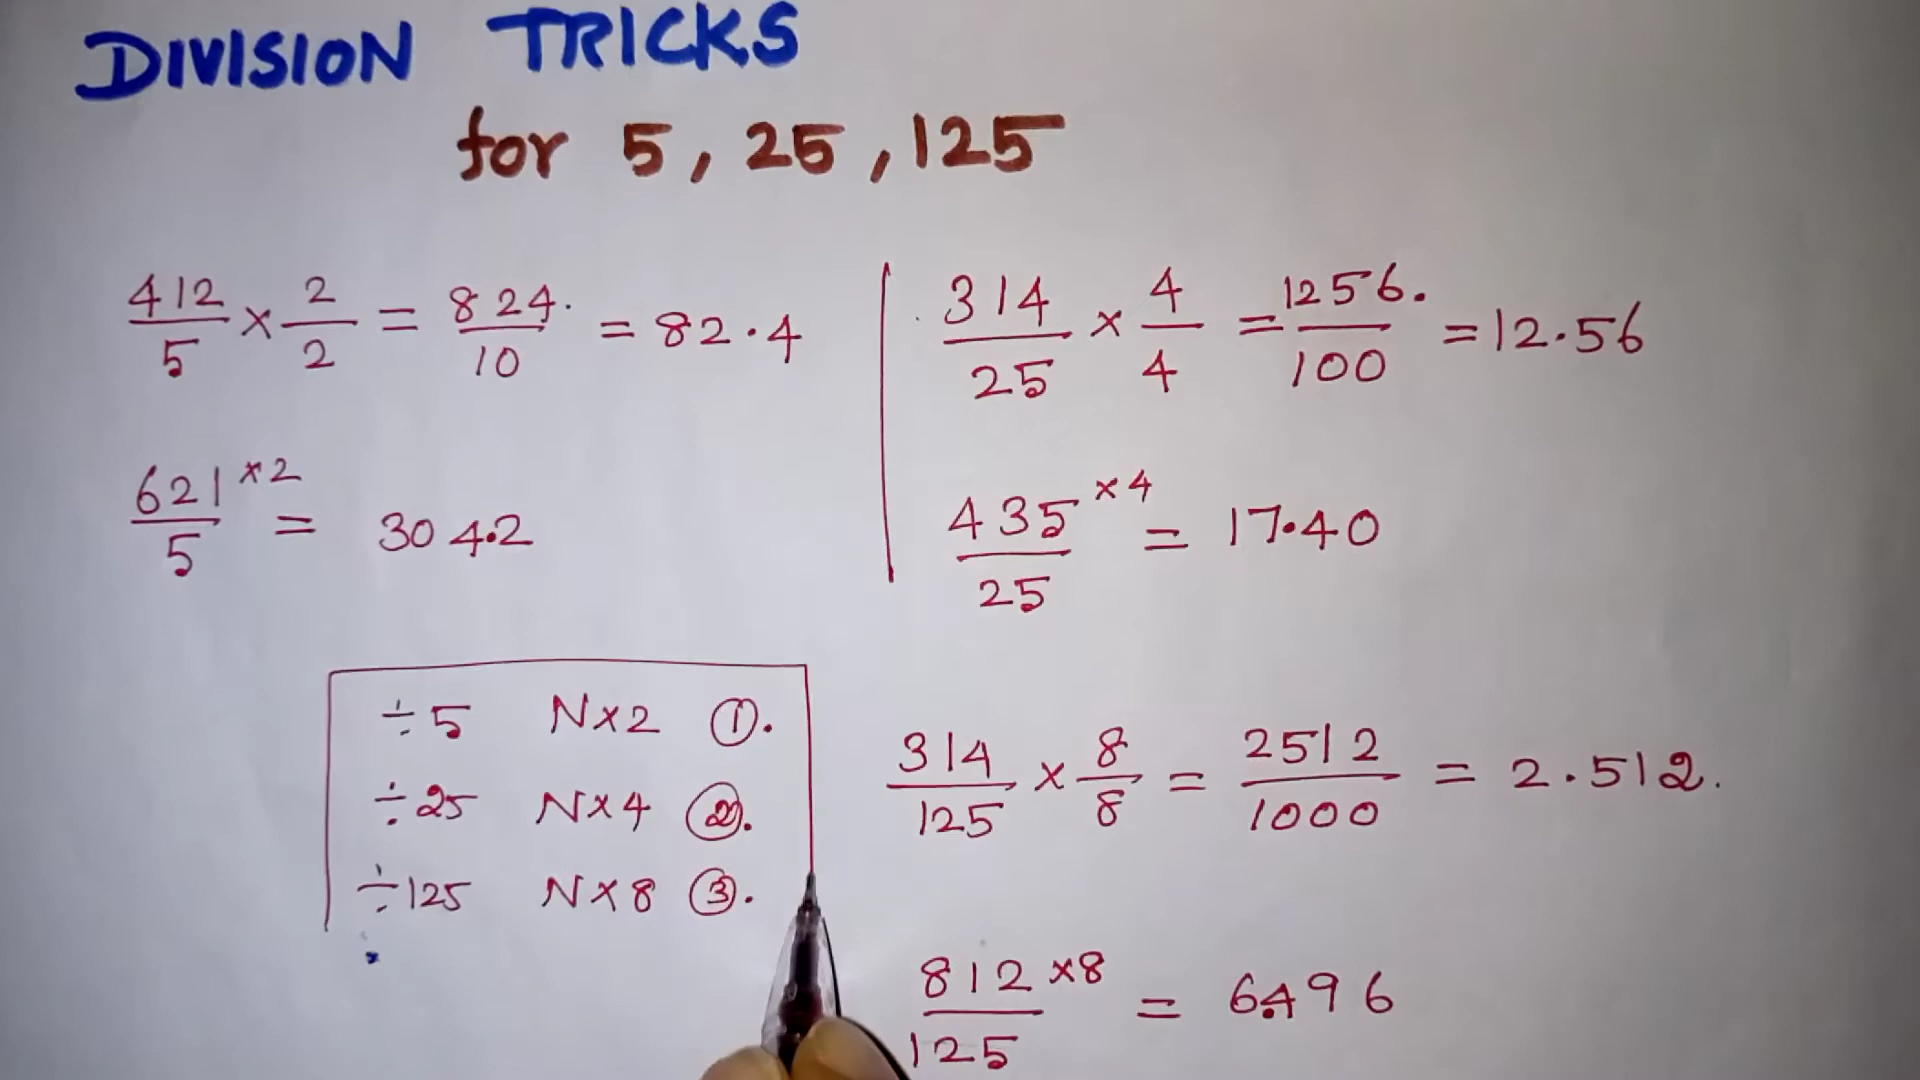 DIVISION TRICKS
for 5, 25, 125
412/5 × 2/2 = 824./10 = 82.4
314/25 × 4/4 = 1256./100 = 12.56
621/5 ×2 = 304.2
435/25 ×4 = 17.40
÷5 N×2 ①.
÷25 N×4 ②.
÷125 N×8 ③.
314/125 × 8/8 = 2512/1000 = 2.512.
812/125 ×8 = 6.496